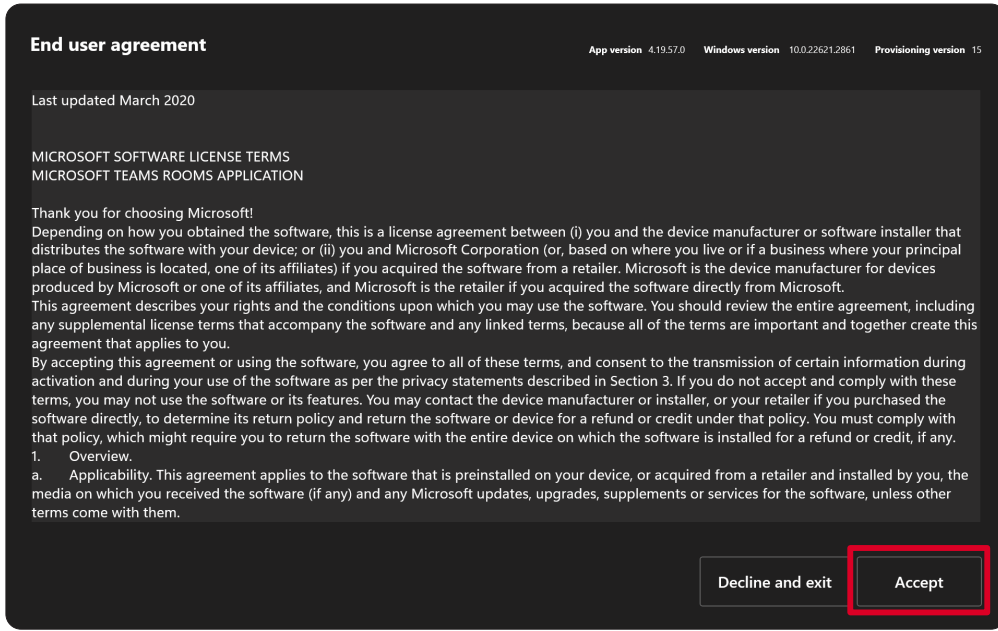 End user agreement
App version 4.19.57.0 Windows version 10.0.22621.2861 Provisioning version 15
Last updated March 2020
MICROSOFT SOFTWARE LICENSE TERMS
MICROSOFT TEAMS ROOMS APPLICATION
Thank you for choosing Microsoft!
Depending on how you obtained the software, this is a license agreement between (i) you and the device manufacturer or software installer that
distributes the software with your device; or (ii) you and Microsoft Corporation (or, based on where you live or if a business where your principal
place of business is located, one of its affiliates) if you acquired the software from a retailer. Microsoft is the device manufacturer for devices
produced by Microsoft or one of its affiliates, and Microsoft is the retailer if you acquired the software directly from Microsoft.
This agreement describes your rights and the conditions upon which you may use the software. You should review the entire agreement, including
any supplemental license terms that accompany the software and any linked terms, because all of the terms are important and together create this
agreement that applies to you.
By accepting this agreement or using the software, you agree to all of these terms, and consent to the transmission of certain information during
activation and during your use of the software as per the privacy statements described in Section 3. If you do not accept and comply with these
terms, you may not use the software or its features. You may contact the device manufacturer or installer, or your retailer if you purchased the
software directly, to determine its return policy and return the software or device for a refund or credit under that policy. You must comply with
that policy, which might require you to return the software with the entire device on which the software is installed for a refund or credit, if any.
1. Overview.
a. Applicability. This agreement applies to the software that is preinstalled on your device, or acquired from a retailer and installed by you, the
media on which you received the software (if any) and any Microsoft updates, upgrades, supplements or services for the software, unless other
terms come with them.
Decline and exit
Accept